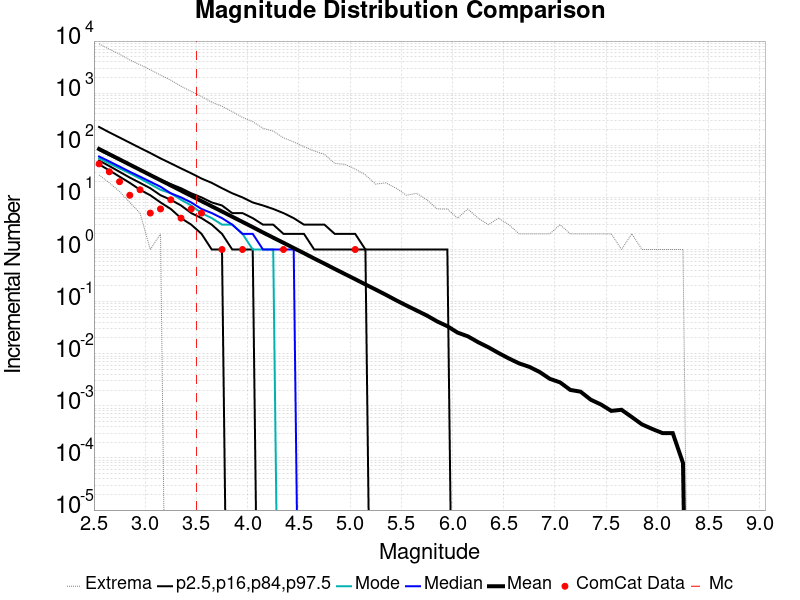 Magnitude Distribution Comparison
10^4
10^3
10^2
10^1
10^0
10^-1
10^-2
10^-3
10^-4
10^-5
Incremental Number
2.5 3.0 3.5 4.0 4.5 5.0 5.5 6.0 6.5 7.0 7.5 8.0 8.5 9.0
Magnitude
Extrema p2.5,p16,p84,p97.5 Mode Median Mean ComCat Data Mc